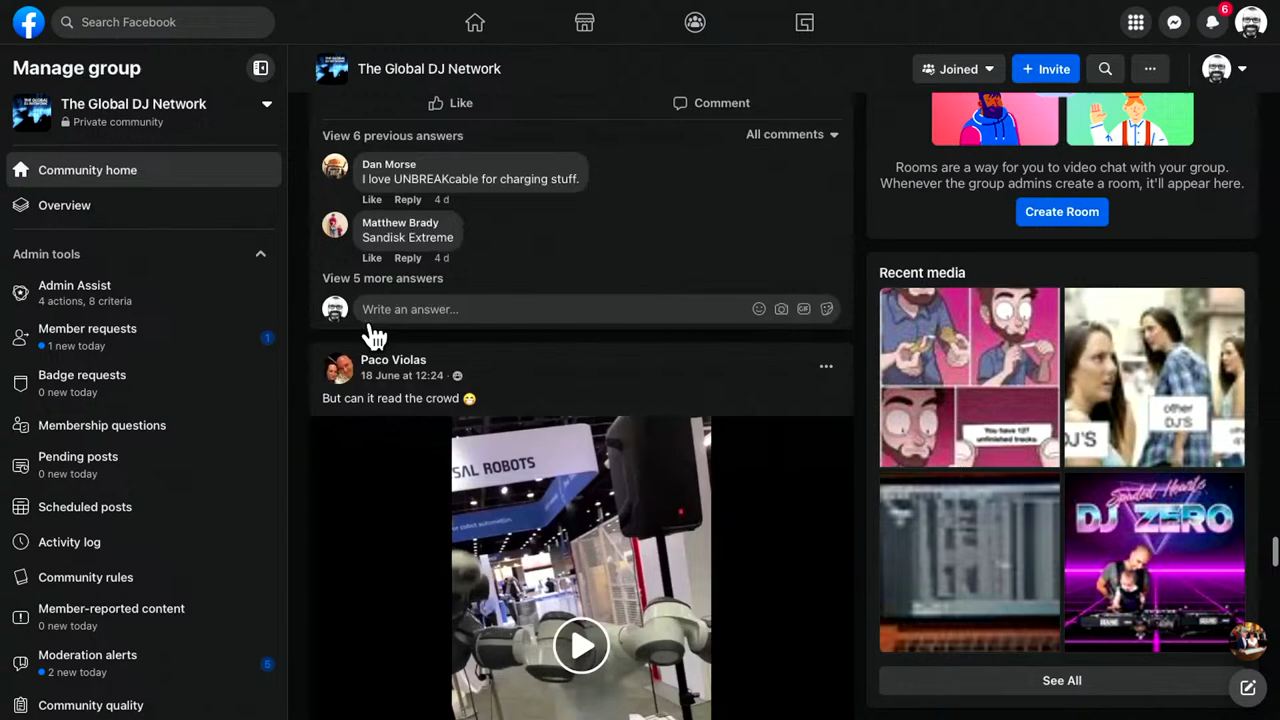 Search Facebook
6
Manage group
The Global DJ Network
Private community
Community home
Overview
Admin tools
Admin Assist
4 actions, 8 criteria
Member requests
1 new today
1
Badge requests
0 new today
Membership questions
Pending posts
0 new today
Scheduled posts
Activity log
Community rules
Member-reported content
0 new today
Moderation alerts
2 new today
5
Community quality
The Global DJ Network
Joined
+ Invite
Like
Comment
View 6 previous answers
All comments
Dan Morse
I love UNBREAKcable for charging stuff.
Like Reply 4 d
Matthew Brady
Sandisk Extreme
Like Reply 4 d
View 5 more answers
Write an answer...
GIF
Paco Violas
18 June at 12:24
But can it read the crowd
SAL ROBOTS
Rooms are a way for you to video chat with your group.
Whenever the group admins create a room, it'll appear here.
Create Room
Recent media
You have 127
unfinished tracks.
DJ'S
other
DJ'S
Spaded Hearts
DJ ZERO
See All